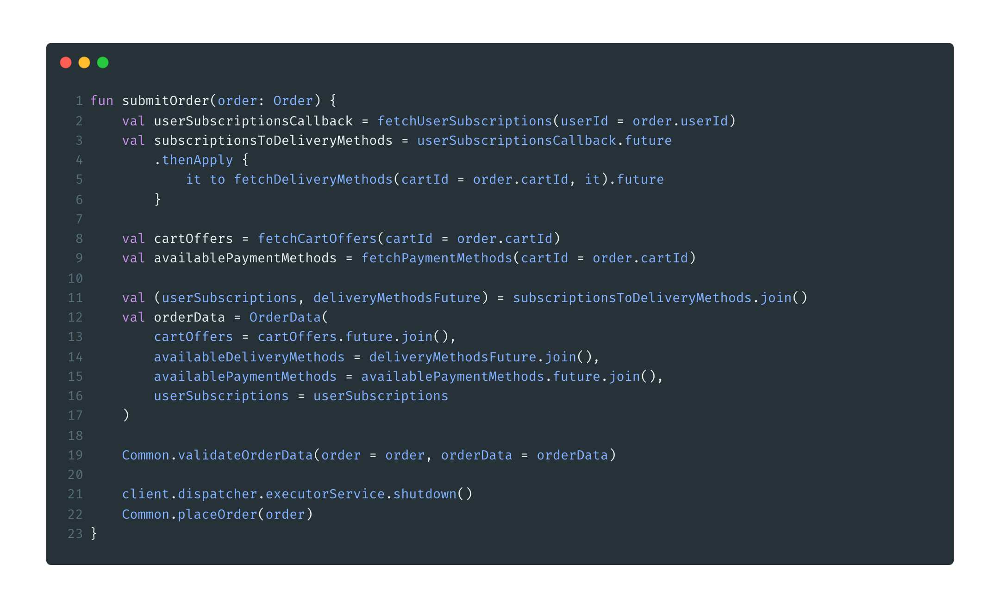 1 fun submitOrder(order: Order) {
2     val userSubscriptionsCallback = fetchUserSubscriptions(userId = order.userId)
3     val subscriptionsToDeliveryMethods = userSubscriptionsCallback.future
4         .thenApply {
5             it to fetchDeliveryMethods(cartId = order.cartId, it).future
6         }
7
8     val cartOffers = fetchCartOffers(cartId = order.cartId)
9     val availablePaymentMethods = fetchPaymentMethods(cartId = order.cartId)
10
11     val (userSubscriptions, deliveryMethodsFuture) = subscriptionsToDeliveryMethods.join()
12     val orderData = OrderData(
13         cartOffers = cartOffers.future.join(),
14         availableDeliveryMethods = deliveryMethodsFuture.join(),
15         availablePaymentMethods = availablePaymentMethods.future.join(),
16         userSubscriptions = userSubscriptions
17     )
18
19     Common.validateOrderData(order = order, orderData = orderData)
20
21     client.dispatcher.executorService.shutdown()
22     Common.placeOrder(order)
23 }